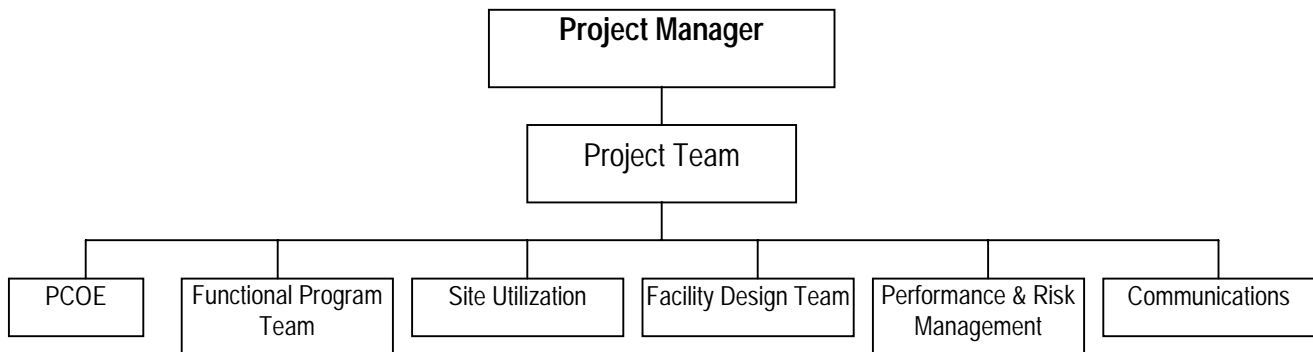 Project Manager
Project Team
PCOE
Functional Program
Team
Site Utilization
Facility Design Team
Performance & Risk
Management
Communications